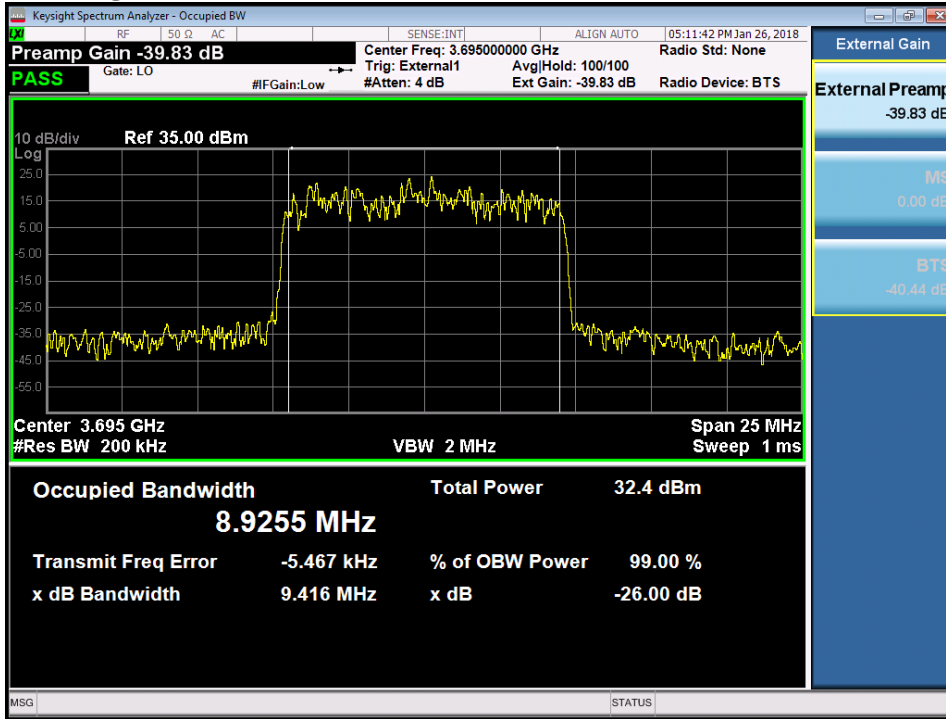 Keysight Spectrum Analyzer - Occupied BW
LXI RF 50 Ω AC SENSE:INT ALIGN AUTO 05:11:42 PM Jan 26, 2018
Preamp Gain -39.83 dB Center Freq: 3.695000000 GHz Radio Std: None
Gate: LO Trig: External1 Avg|Hold: 100/100
PASS #IFGain:Low #Atten: 4 dB Ext Gain: -39.83 dB Radio Device: BTS
External Gain
External Preamp
-39.83 dB
MS
0.00 dB
BTS
-40.44 dB
10 dB/div Ref 35.00 dBm
Log
25.0
15.0
5.00
-5.00
-15.0
-25.0
-35.0
-45.0
-55.0
Center 3.695 GHz Span 25 MHz
#Res BW 200 kHz VBW 2 MHz Sweep 1 ms
Occupied Bandwidth Total Power 32.4 dBm
8.9255 MHz
Transmit Freq Error -5.467 kHz % of OBW Power 99.00 %
x dB Bandwidth 9.416 MHz x dB -26.00 dB
MSG STATUS